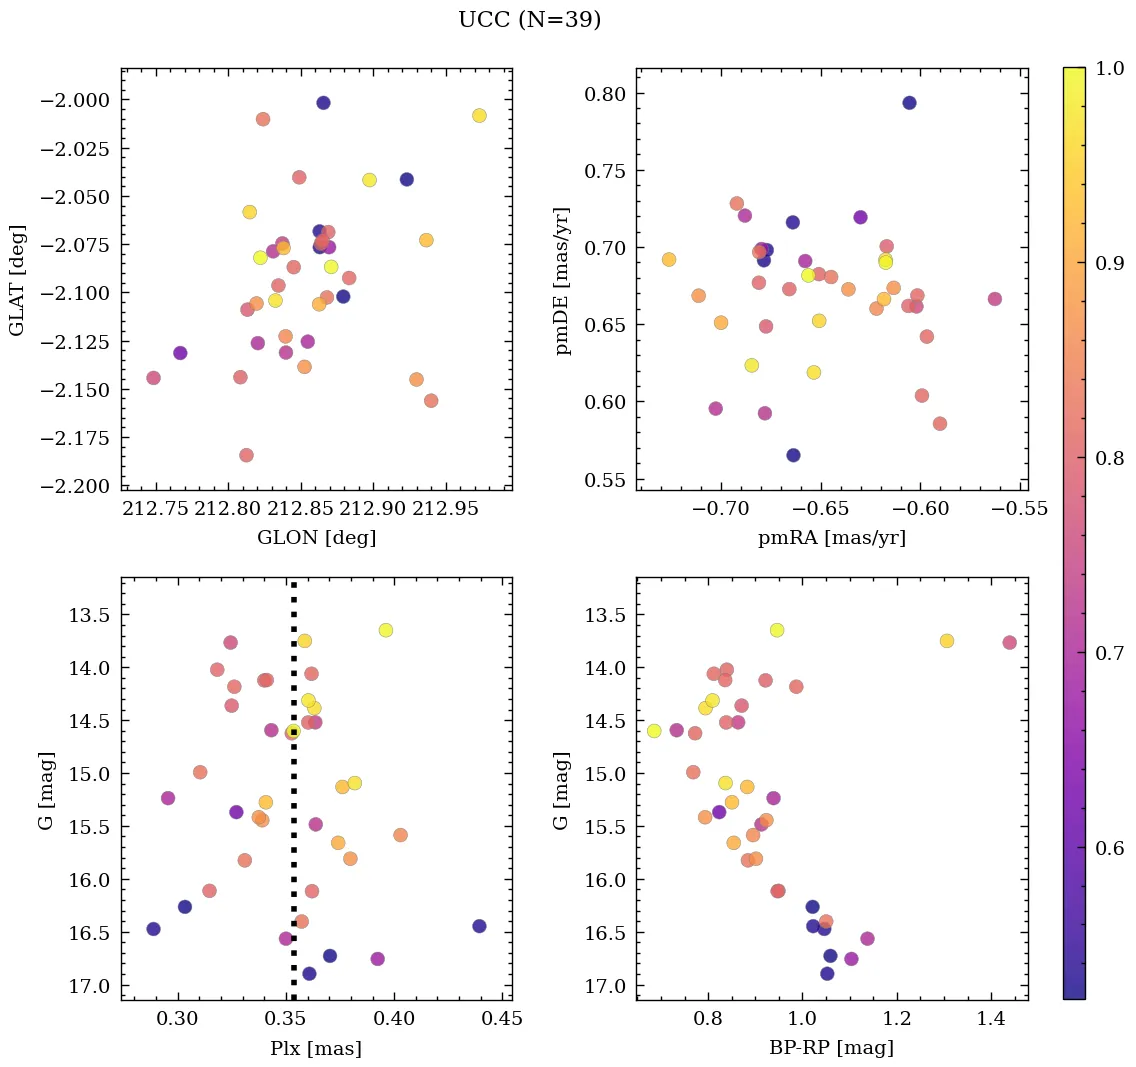 UCC (N=39)
−2.000
−2.025
−2.050
−2.075
−2.100
−2.125
−2.150
−2.175
−2.200
GLAT [deg]
212.75 212.80 212.85 212.90 212.95
GLON [deg]
0.80
0.75
0.70
0.65
0.60
0.55
pmDE [mas/yr]
−0.70 −0.65 −0.60 −0.55
pmRA [mas/yr]
1.0
0.9
0.8
0.7
0.6
13.5
14.0
14.5
15.0
15.5
16.0
16.5
17.0
G [mag]
0.30 0.35 0.40 0.45
Plx [mas]
13.5
14.0
14.5
15.0
15.5
16.0
16.5
17.0
G [mag]
0.8 1.0 1.2 1.4
BP-RP [mag]